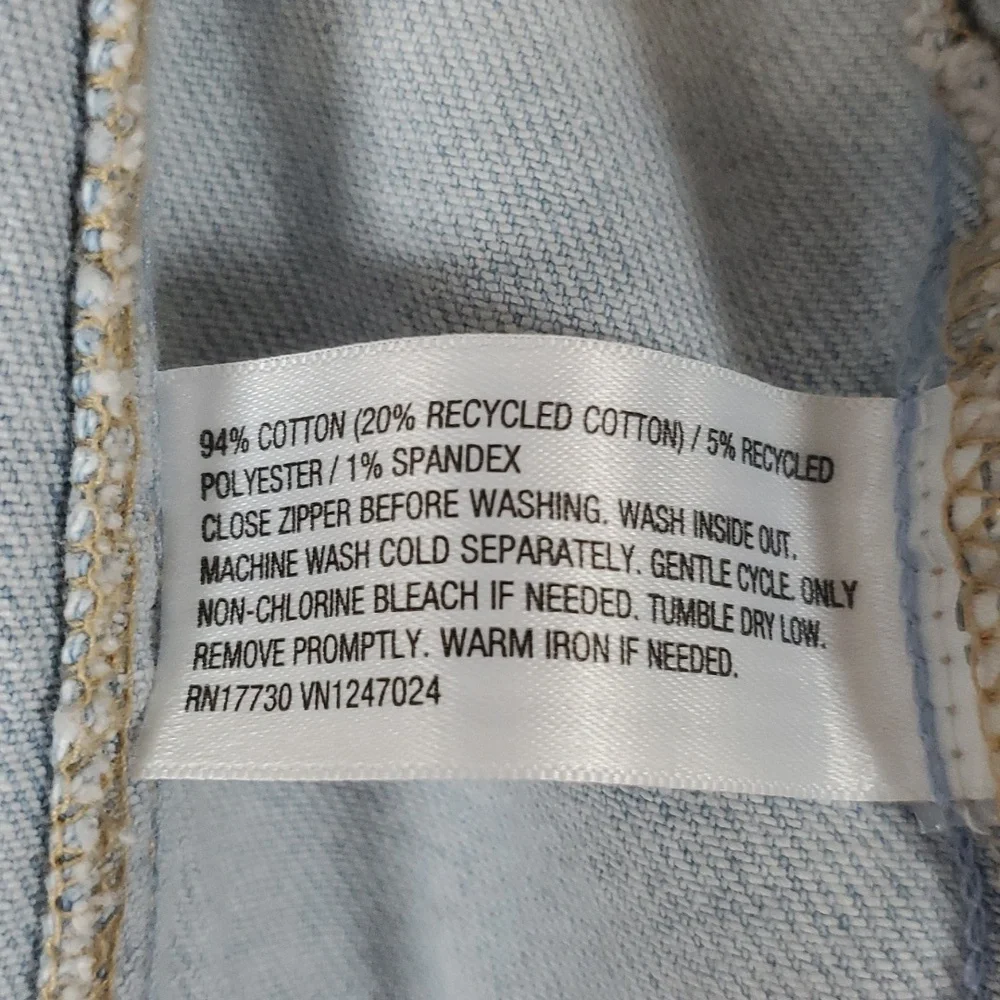 94% COTTON (20% RECYCLED COTTON) / 5% RECYCLED
POLYESTER / 1% SPANDEX
CLOSE ZIPPER BEFORE WASHING. WASH INSIDE OUT.
MACHINE WASH COLD SEPARATELY. GENTLE CYCLE. ONLY
NON-CHLORINE BLEACH IF NEEDED. TUMBLE DRY LOW.
REMOVE PROMPTLY. WARM IRON IF NEEDED.
RN17730 VN1247024